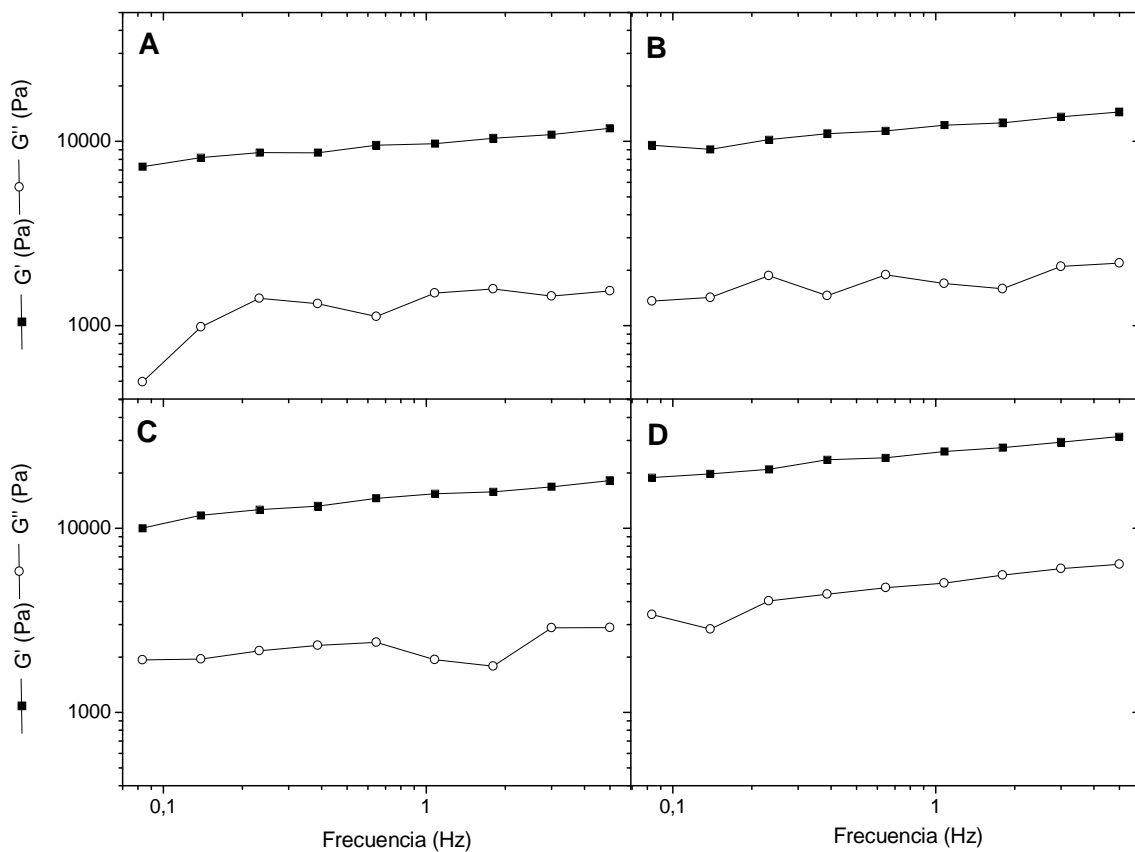 A
B
G' (Pa) G'' (Pa)
10000
1000
C
D
G' (Pa) G'' (Pa)
10000
1000
0,1
1
0,1
1
Frecuencia (Hz)
Frecuencia (Hz)